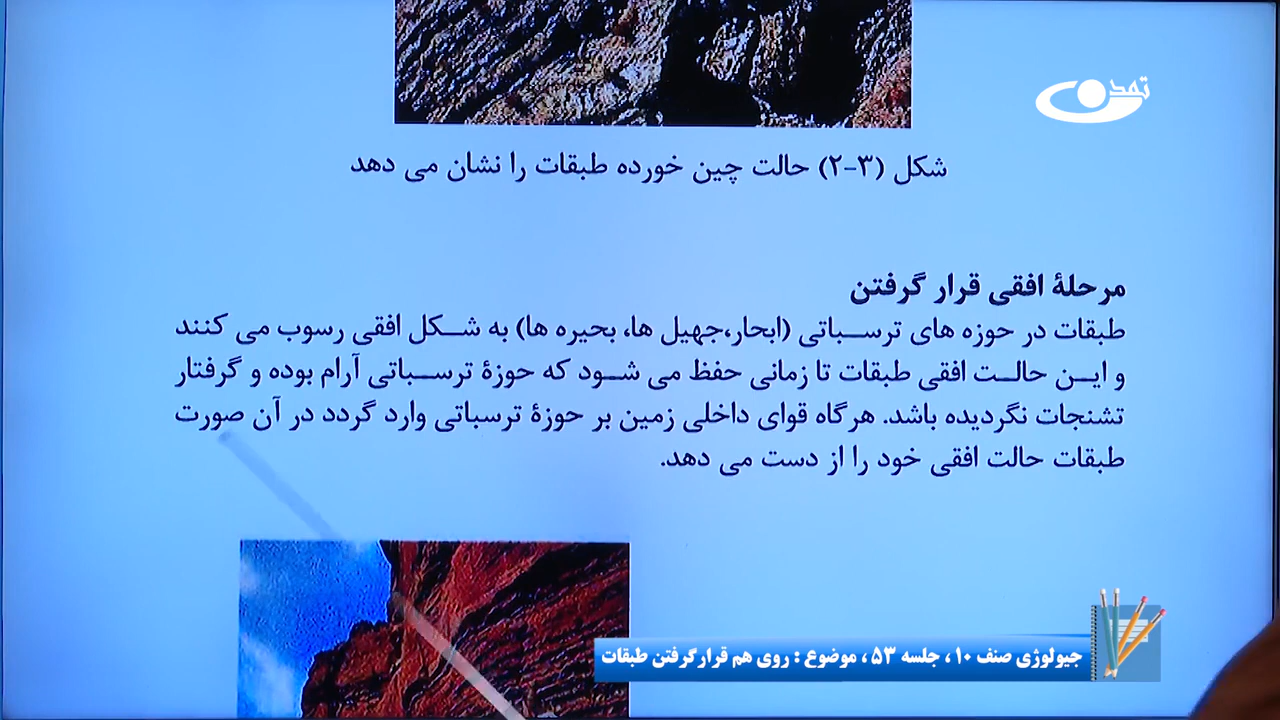 تمدن
شکل (۳-۲) حالت چین خورده طبقات را نشان می دهد
مرحلۀ افقی قرار گرفتن
طبقات در حوزه های ترسباتی (ابحار،جهیل ها، بحیره ها) به شکل افقی رسوب می کنند
و این حالت افقی طبقات تا زمانی حفظ می شود که حوزۀ ترسباتی آرام بوده و گرفتار
تشنجات نگردیده باشد. هرگاه قوای داخلی زمین بر حوزۀ ترسباتی وارد گردد در آن صورت
طبقات حالت افقی خود را از دست می دهد.
جیولوژی صنف ۱۰ ، جلسه ۵۳ ، موضوع : روی هم قرارگرفتن طبقات